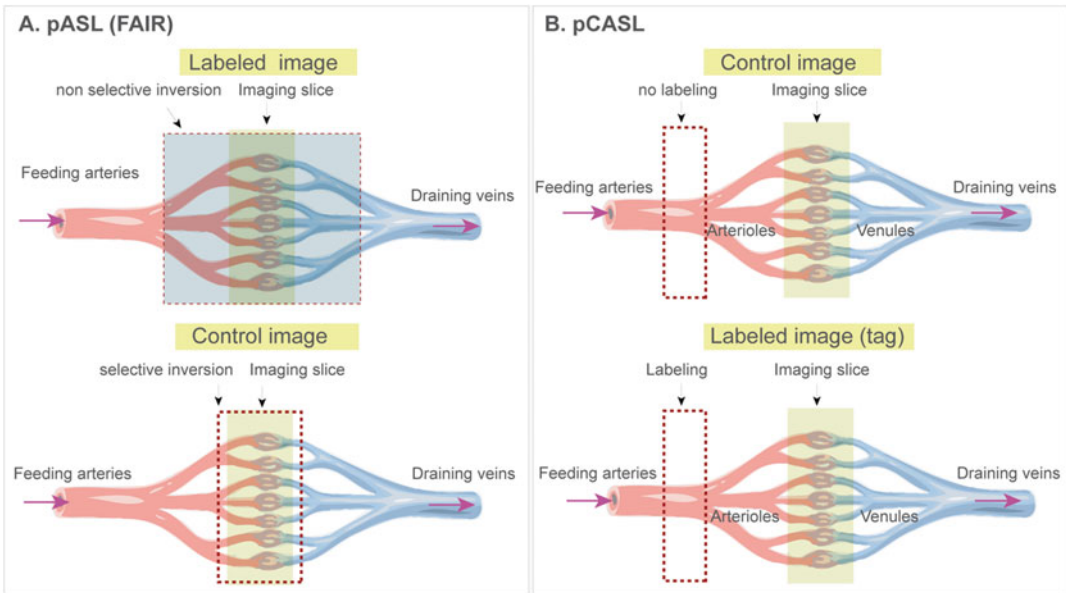 A. pASL (FAIR)
Labeled image
non selective inversion
Imaging slice
Feeding arteries
Draining veins
Control image
selective inversion
Imaging slice
Feeding arteries
Draining veins
B. pCASL
Control image
no labeling
Imaging slice
Feeding arteries
Draining veins
Arterioles
Venules
Labeled image (tag)
Labeling
Imaging slice
Feeding arteries
Draining veins
Arterioles
Venules